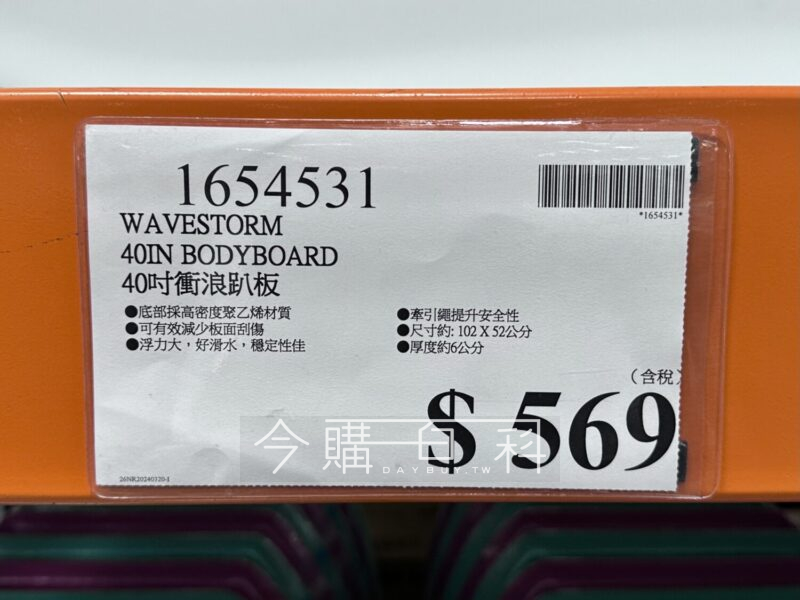 1654531
*1654531*
WAVESTORM
40IN BODYBOARD
40吋衝浪趴板
●底部採高密度聚乙烯材質
●可有效減少板面刮傷
●浮力大，好滑水，穩定性佳
●牽引繩提升安全性
●尺寸約: 102 X 52公分
●厚度約6公分
（含稅）
$ 569
今購百科
DAYBUY.TW
26NR20240120-1